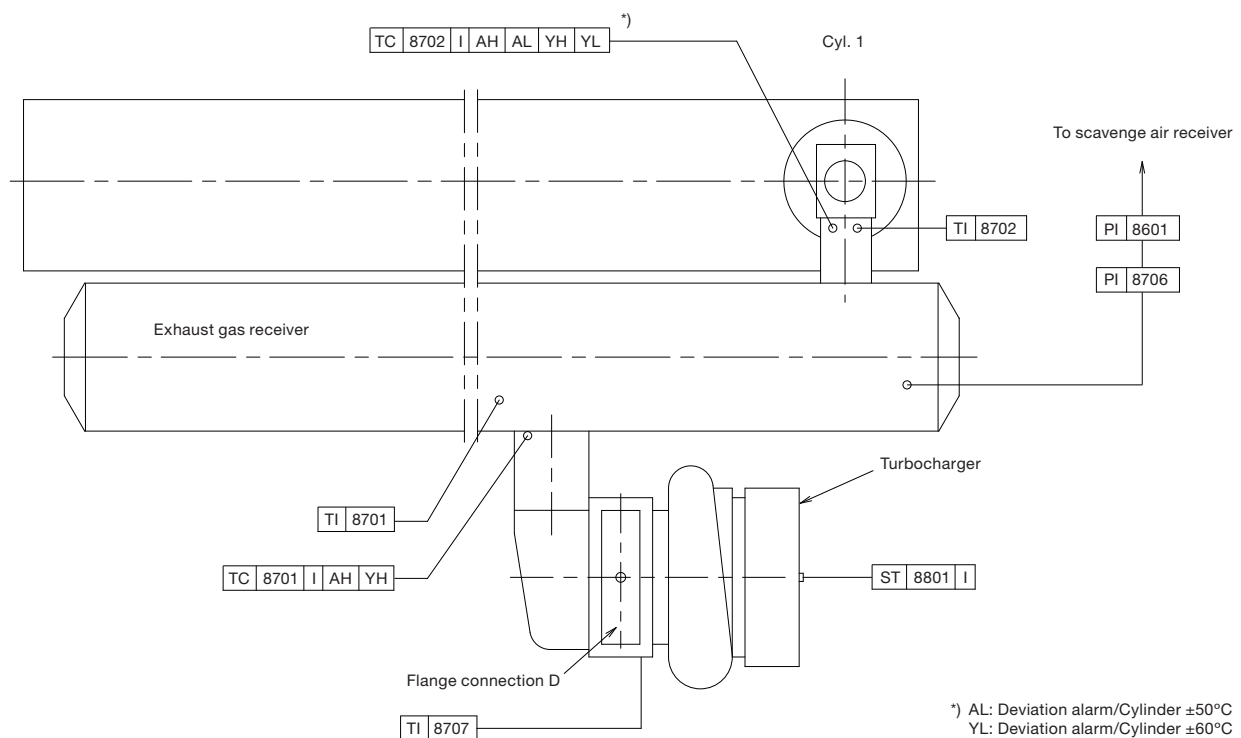 *)
TC 8702 I AH AL YH YL
Cyl. 1
To scavenge air receiver
TI 8702
PI 8601
PI 8706
Exhaust gas receiver
Turbocharger
TI 8701
TC 8701 I AH YH
ST 8801 I
Flange connection D
TI 8707
*) AL: Deviation alarm/Cylinder ±50°C
YL: Deviation alarm/Cylinder ±60°C